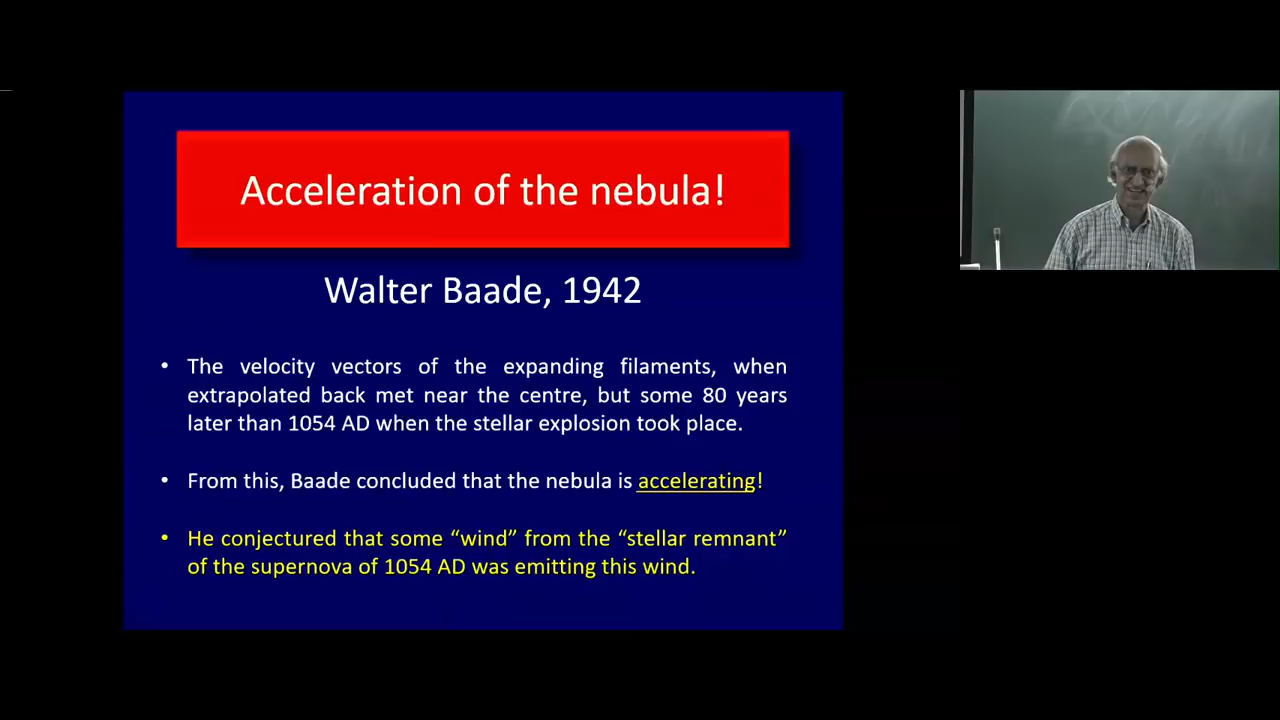 Acceleration of the nebula!
Walter Baade, 1942
• The velocity vectors of the expanding filaments, when
extrapolated back met near the centre, but some 80 years
later than 1054 AD when the stellar explosion took place.
• From this, Baade concluded that the nebula is accelerating!
• He conjectured that some “wind” from the “stellar remnant”
of the supernova of 1054 AD was emitting this wind.